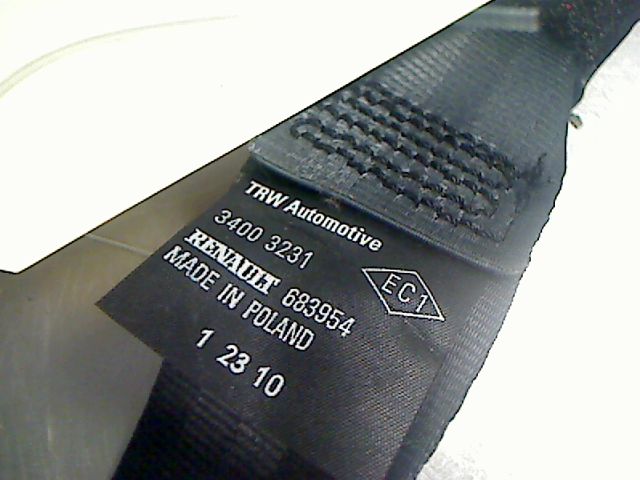 TRW Automotive
3400 3231
RENAULT 683954
MADE IN POLAND
EC1
1 23 10